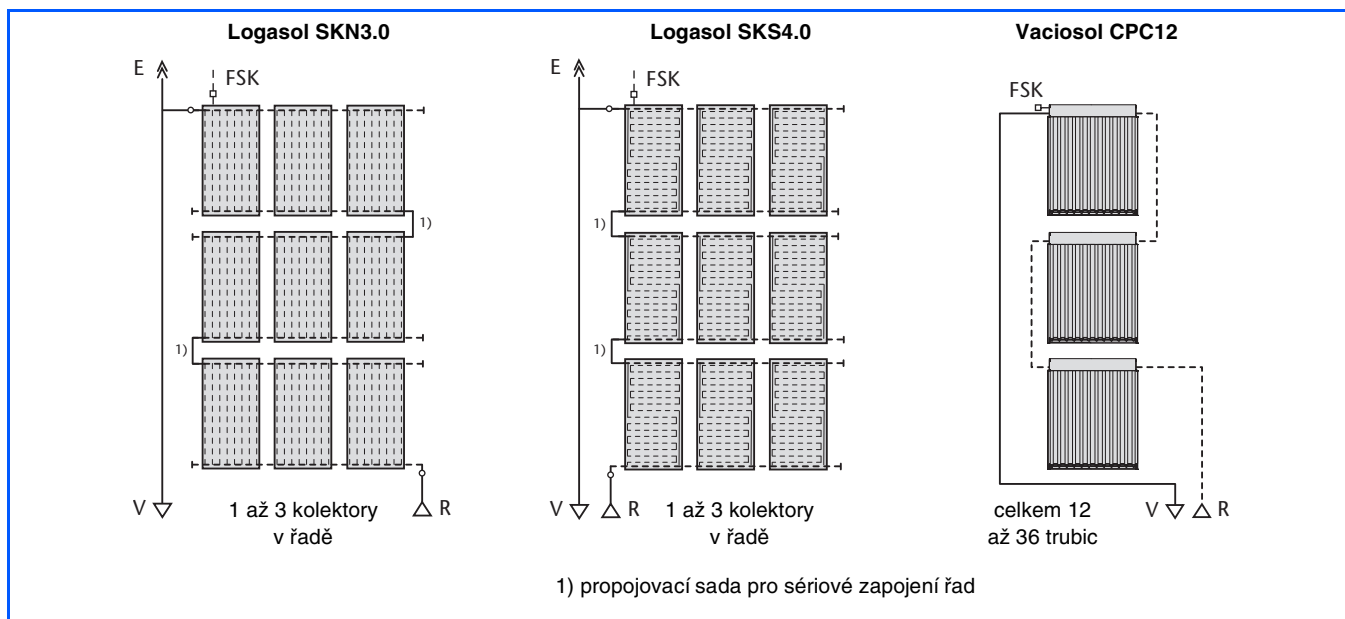 Logasol SKN3.0
Logasol SKS4.0
Vaciosol CPC12
E
FSK
E
FSK
FSK
1)
1)
1)
1)
V
1 až 3 kolektory
v řadě
R
V
R
1 až 3 kolektory
v řadě
celkem 12
až 36 trubic
V
R
1) propojovací sada pro sériové zapojení řad